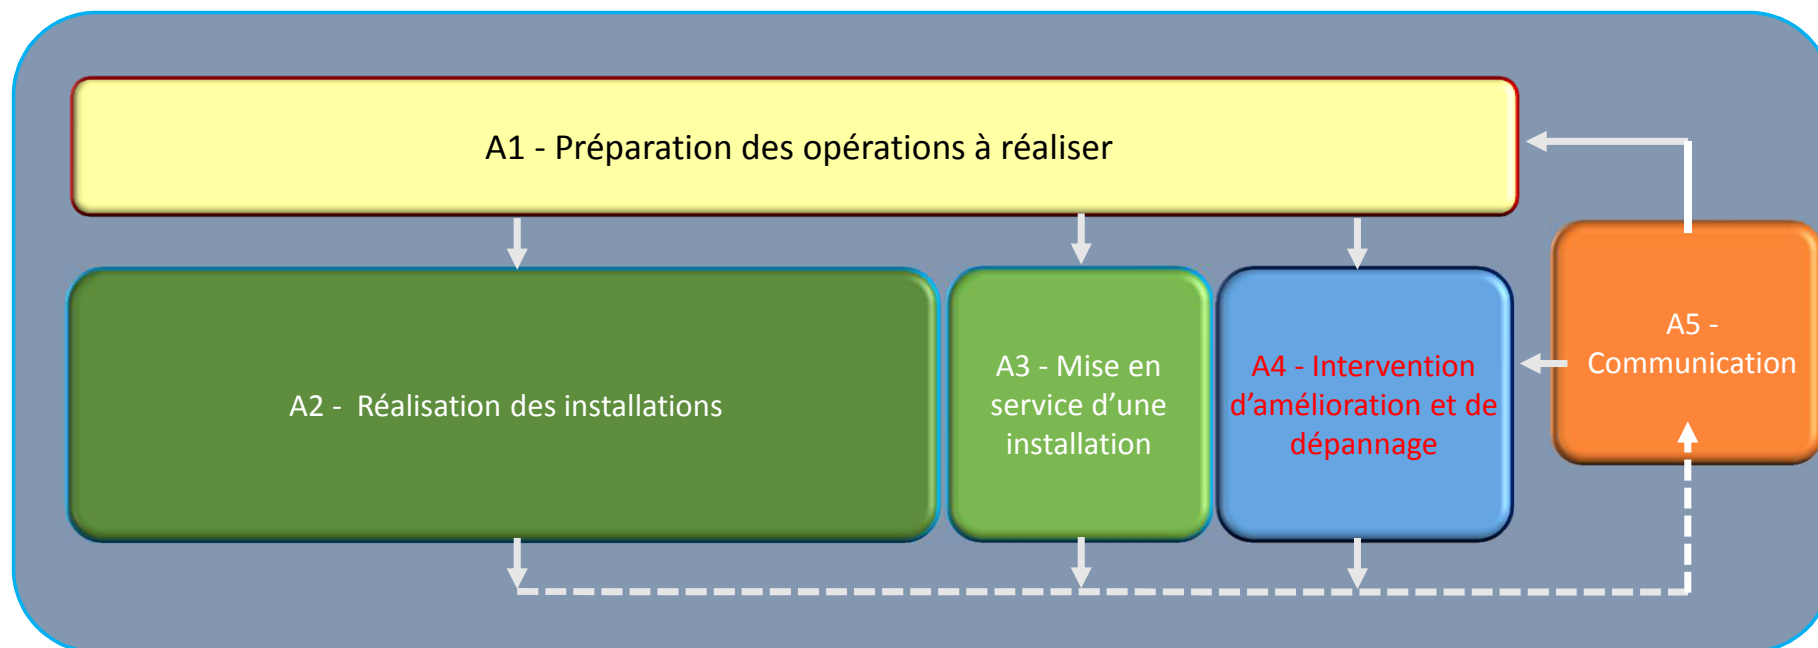 A1 - Préparation des opérations à réaliser
A2 -  Réalisation des installations
A3 - Mise en
service d’une
installation
A4 - Intervention
d’amélioration et de
dépannage
A5 -
Communication